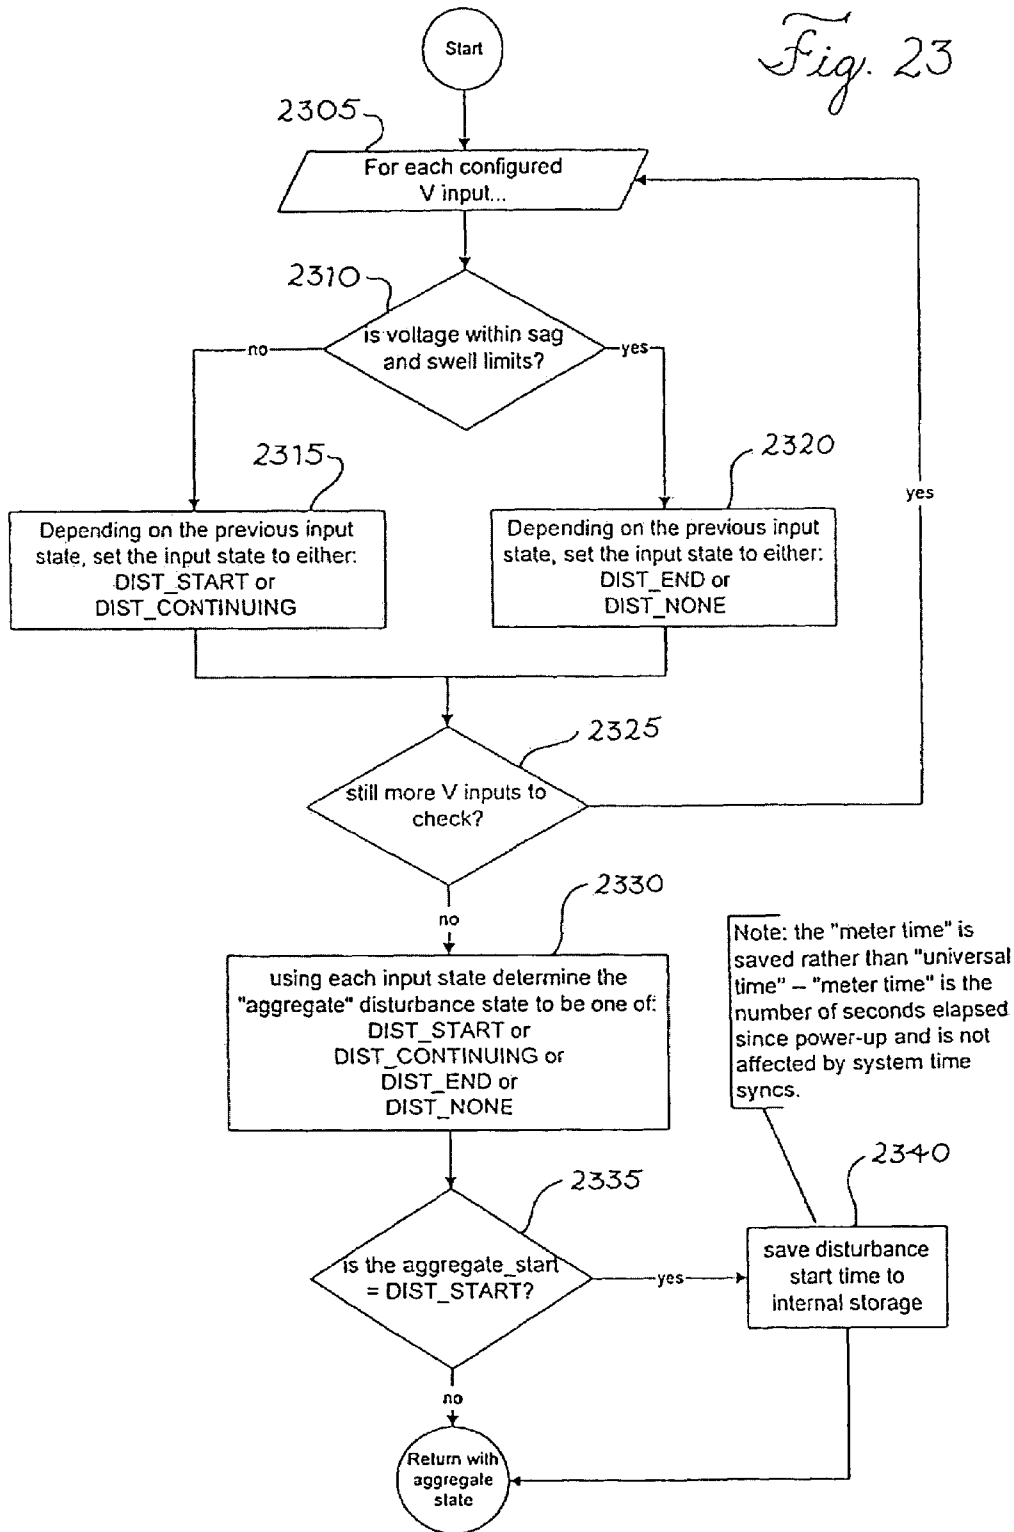 Fig. 23
Start
2305
For each configured
V input...
2310
is voltage within sag
and swell limits?
no
yes
2315
2320
Depending on the previous input
state, set the input state to either:
DIST_START or
DIST_CONTINUING
Depending on the previous input
state, set the input state to either:
DIST_END or
DIST_NONE
yes
2325
still more V inputs to
check?
no
2330
using each input state determine the
"aggregate" disturbance state to be one of:
DIST_START or
DIST_CONTINUING or
DIST_END or
DIST_NONE
Note: the "meter time" is
saved rather than "universal
time" – "meter time" is the
number of seconds elapsed
since power-up and is not
affected by system time
syncs.
2335
2340
is the aggregate_start
= DIST_START?
yes
save disturbance
start time to
internal storage
no
Return with
aggregate
state